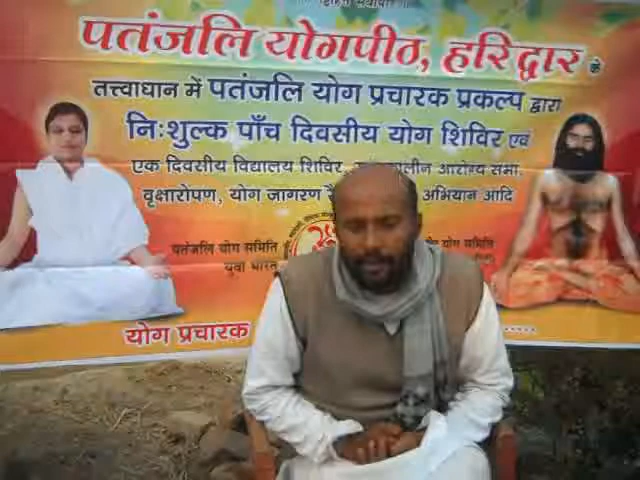 पतंजलि योगपीठ, हरिद्वार के
तत्त्वाधान में पतंजलि योग प्रचारक प्रकल्प द्वारा
निःशुल्क पाँच दिवसीय योग शिविर एवं
एक दिवसीय विद्यालय शिविर, कालीन आरोग्य सभा,
वृक्षारोपण, योग जागरण अभियान आदि
पतंजलि योग समिति योग समिति
युवा भारत
योग प्रचारक